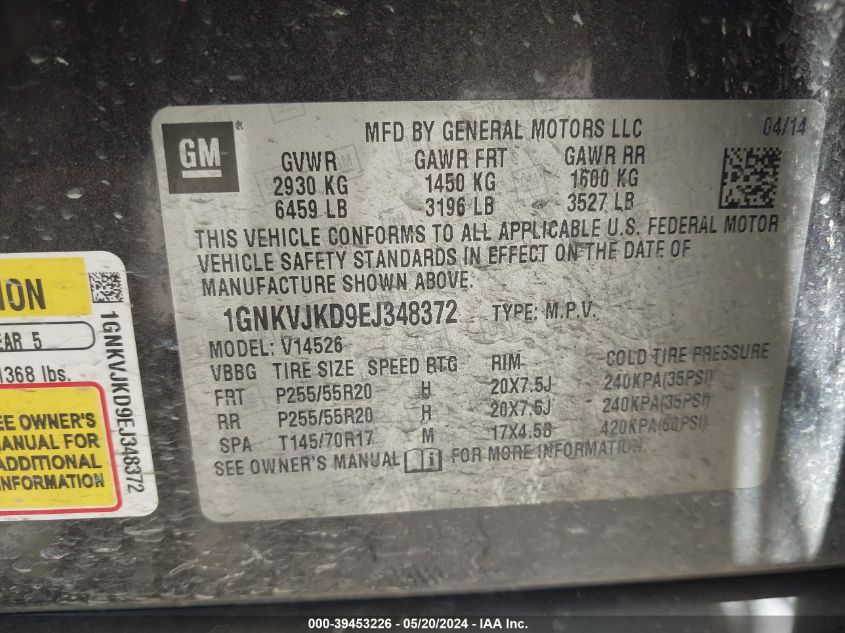 GM ®
MFD BY GENERAL MOTORS LLC 04/14
GVWR GAWR FRT GAWR RR
2930 KG 1450 KG 1600 KG
6459 LB 3196 LB 3527 LB
THIS VEHICLE CONFORMS TO ALL APPLICABLE U.S. FEDERAL MOTOR
VEHICLE SAFETY STANDARDS IN EFFECT ON THE DATE OF
MANUFACTURE SHOWN ABOVE.
1GNKVJKD9EJ348372 TYPE: M.P.V.
MODEL: V14526
VBBG TIRE SIZE SPEED RTG RIM COLD TIRE PRESSURE
FRT P255/55R20 H 20X7.5J 240KPA(35PSI)
RR P255/55R20 H 20X7.5J 240KPA(35PSI)
SPA T145/70R17 M 17X4.5B 420KPA(60PSI)
SEE OWNER'S MANUAL FOR MORE INFORMATION.
ION
EAR 5
1368 lbs.
EE OWNER'S
MANUAL FOR
ADDITIONAL
NFORMATION
1GNKVJKD9EJ348372
000-39453226 - 05/20/2024 - IAA Inc.